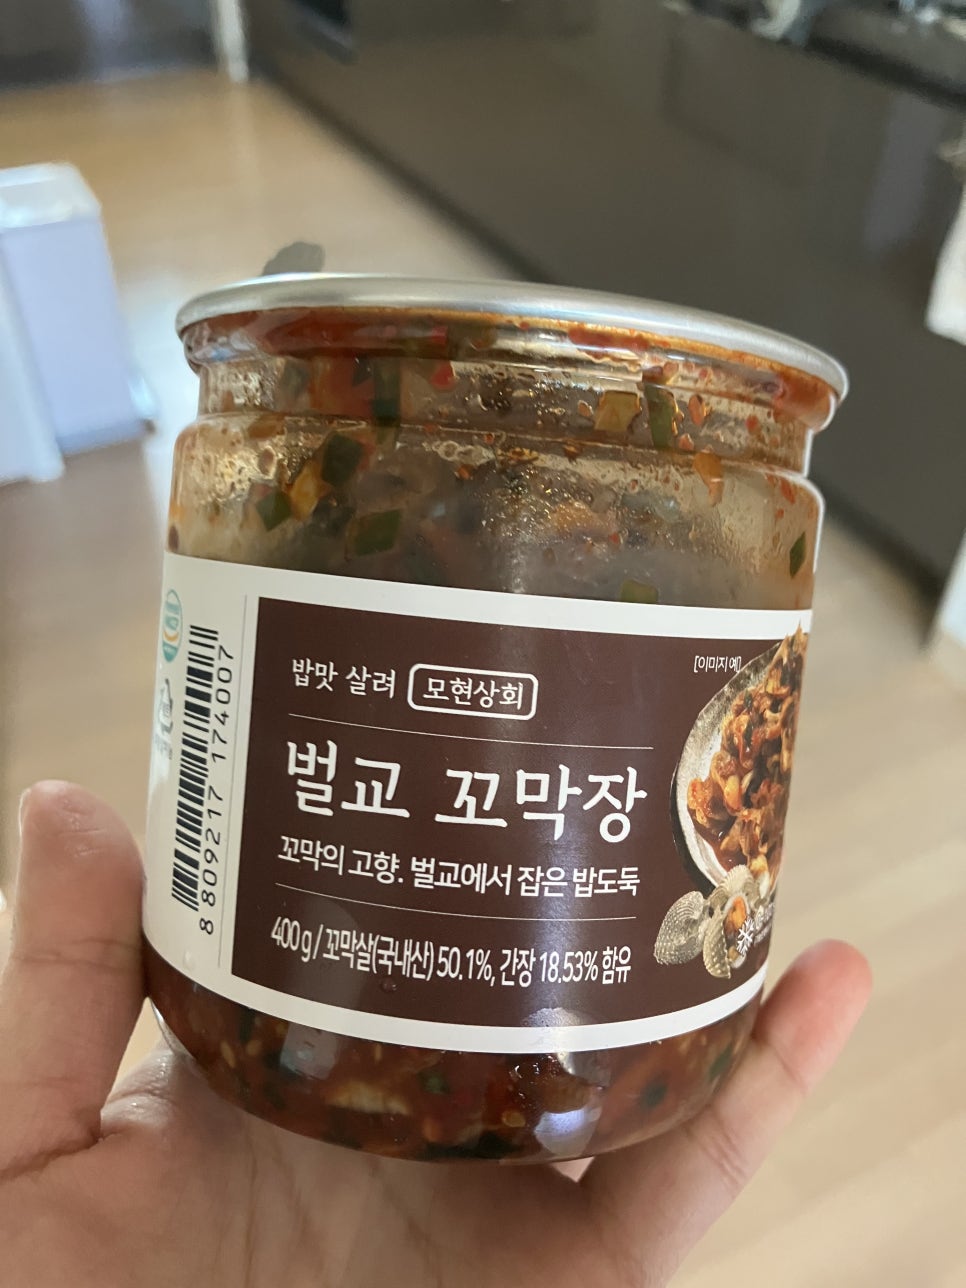 밥맛 살려 모현상회
[이미지 예]
벌교 꼬막장
꼬막의 고향. 벌교에서 잡은 밥도둑
400g/꼬막살(국내산) 50.1%, 간장 18.53% 함유
8 809217 174007